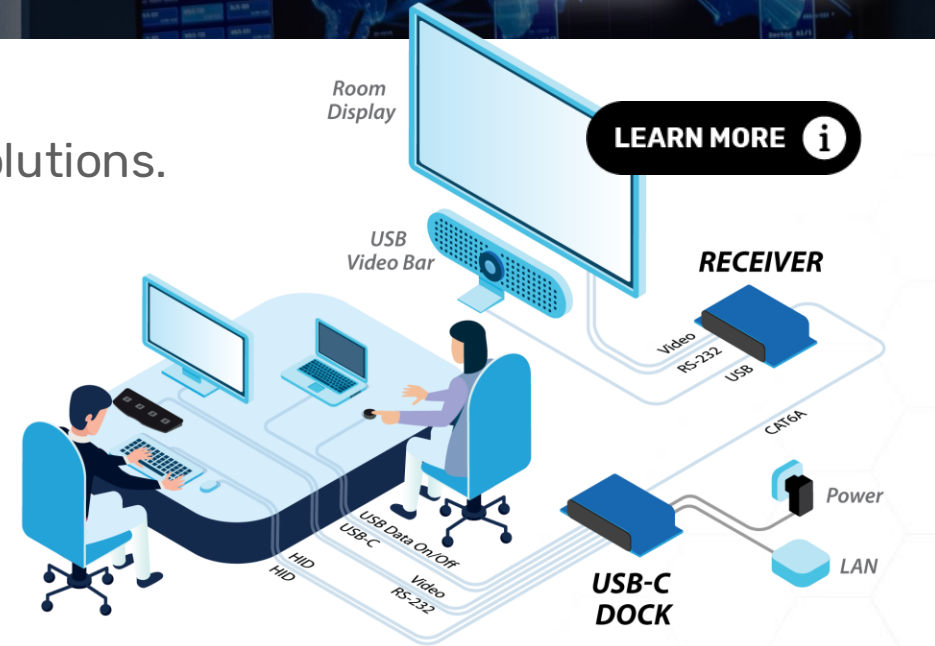 Room
Display
LEARN MORE i
olutions.
USB
Video Bar
RECEIVER
Video
RS-232
USB
CAT6A
Power
USB Data On/Off
USB-C
LAN
HID
HID
Video
RS-232
USB-C
DOCK